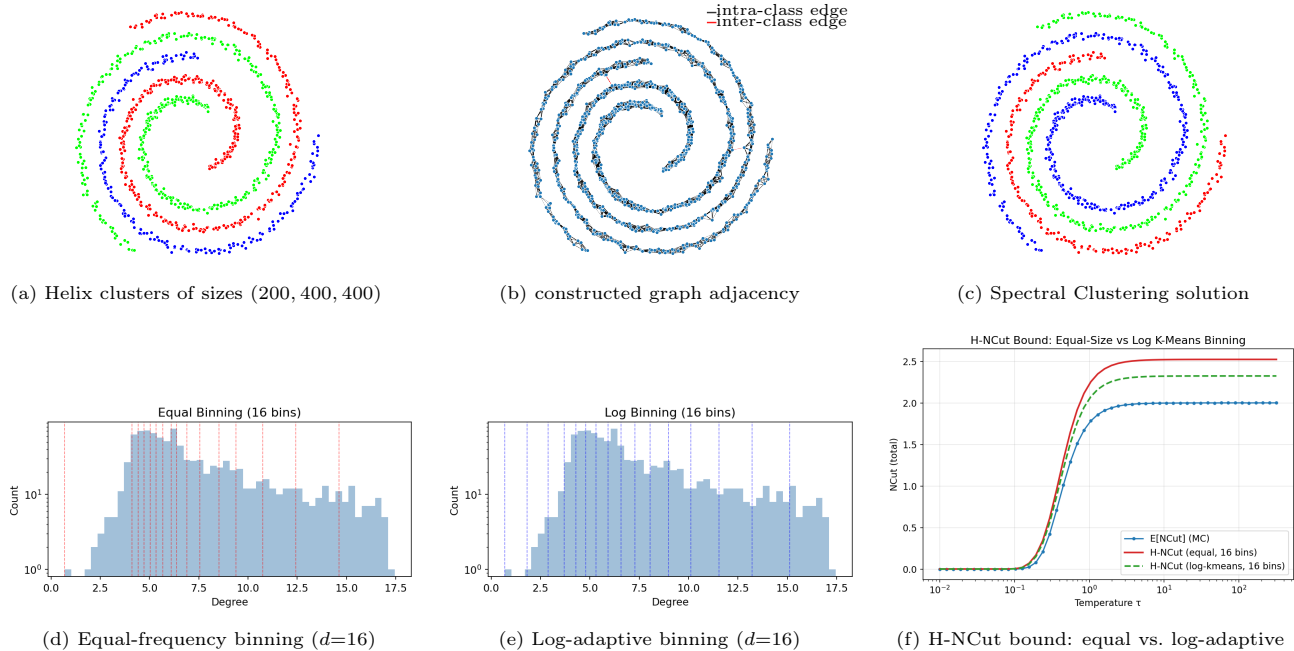 intra-class edge
inter-class edge
(a) Helix clusters of sizes (200, 400, 400)
(b) constructed graph adjacency
(c) Spectral Clustering solution
Equal Binning (16 bins)
Count
10¹
10⁰
0.0 2.5 5.0 7.5 10.0 12.5 15.0 17.5
Degree
(d) Equal-frequency binning (d=16)
Log Binning (16 bins)
Count
10¹
10⁰
0.0 2.5 5.0 7.5 10.0 12.5 15.0 17.5
Degree
(e) Log-adaptive binning (d=16)
H-NCut Bound: Equal-Size vs Log K-Means Binning
NCut (total)
2.5
2.0
1.5
1.0
0.5
0.0
E[NCut] (MC)
H-NCut (equal, 16 bins)
H-NCut (log-kmeans, 16 bins)
10⁻² 10⁻¹ 10⁰ 10¹ 10²
Temperature τ
(f) H-NCut bound: equal vs. log-adaptive